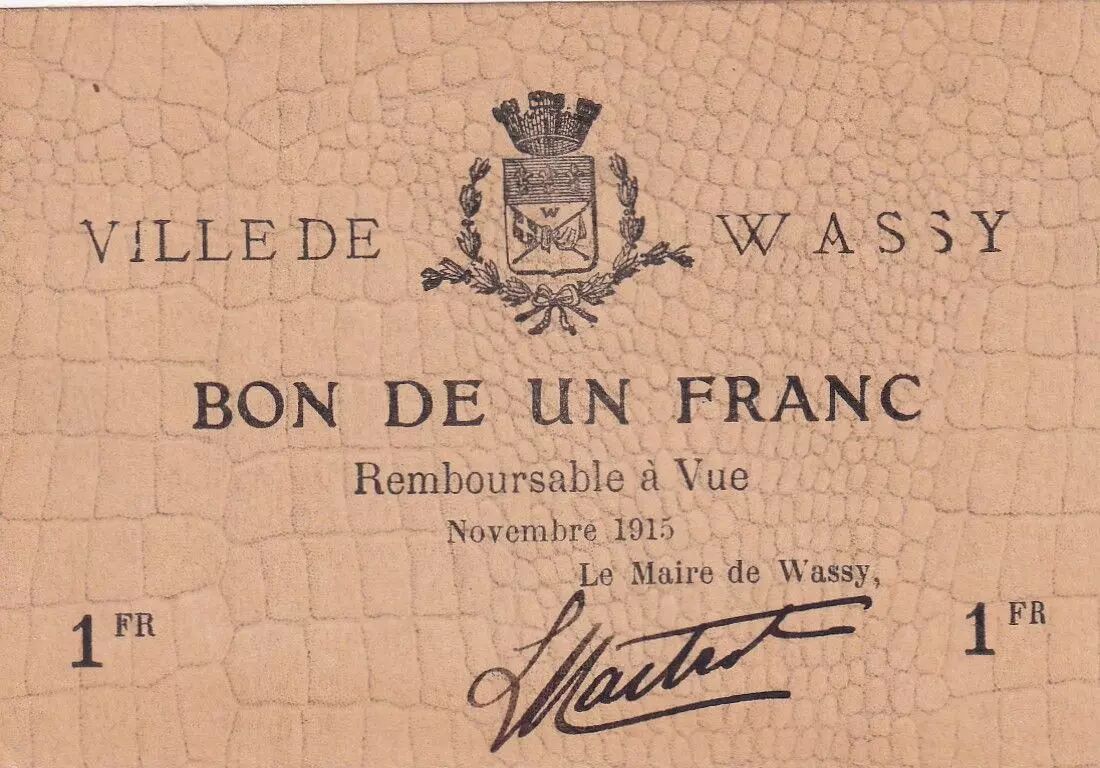 VILLE DE WASSY
W
BON DE UN FRANC
Remboursable à Vue
Novembre 1915
Le Maire de Wassy,
1 FR 1 FR